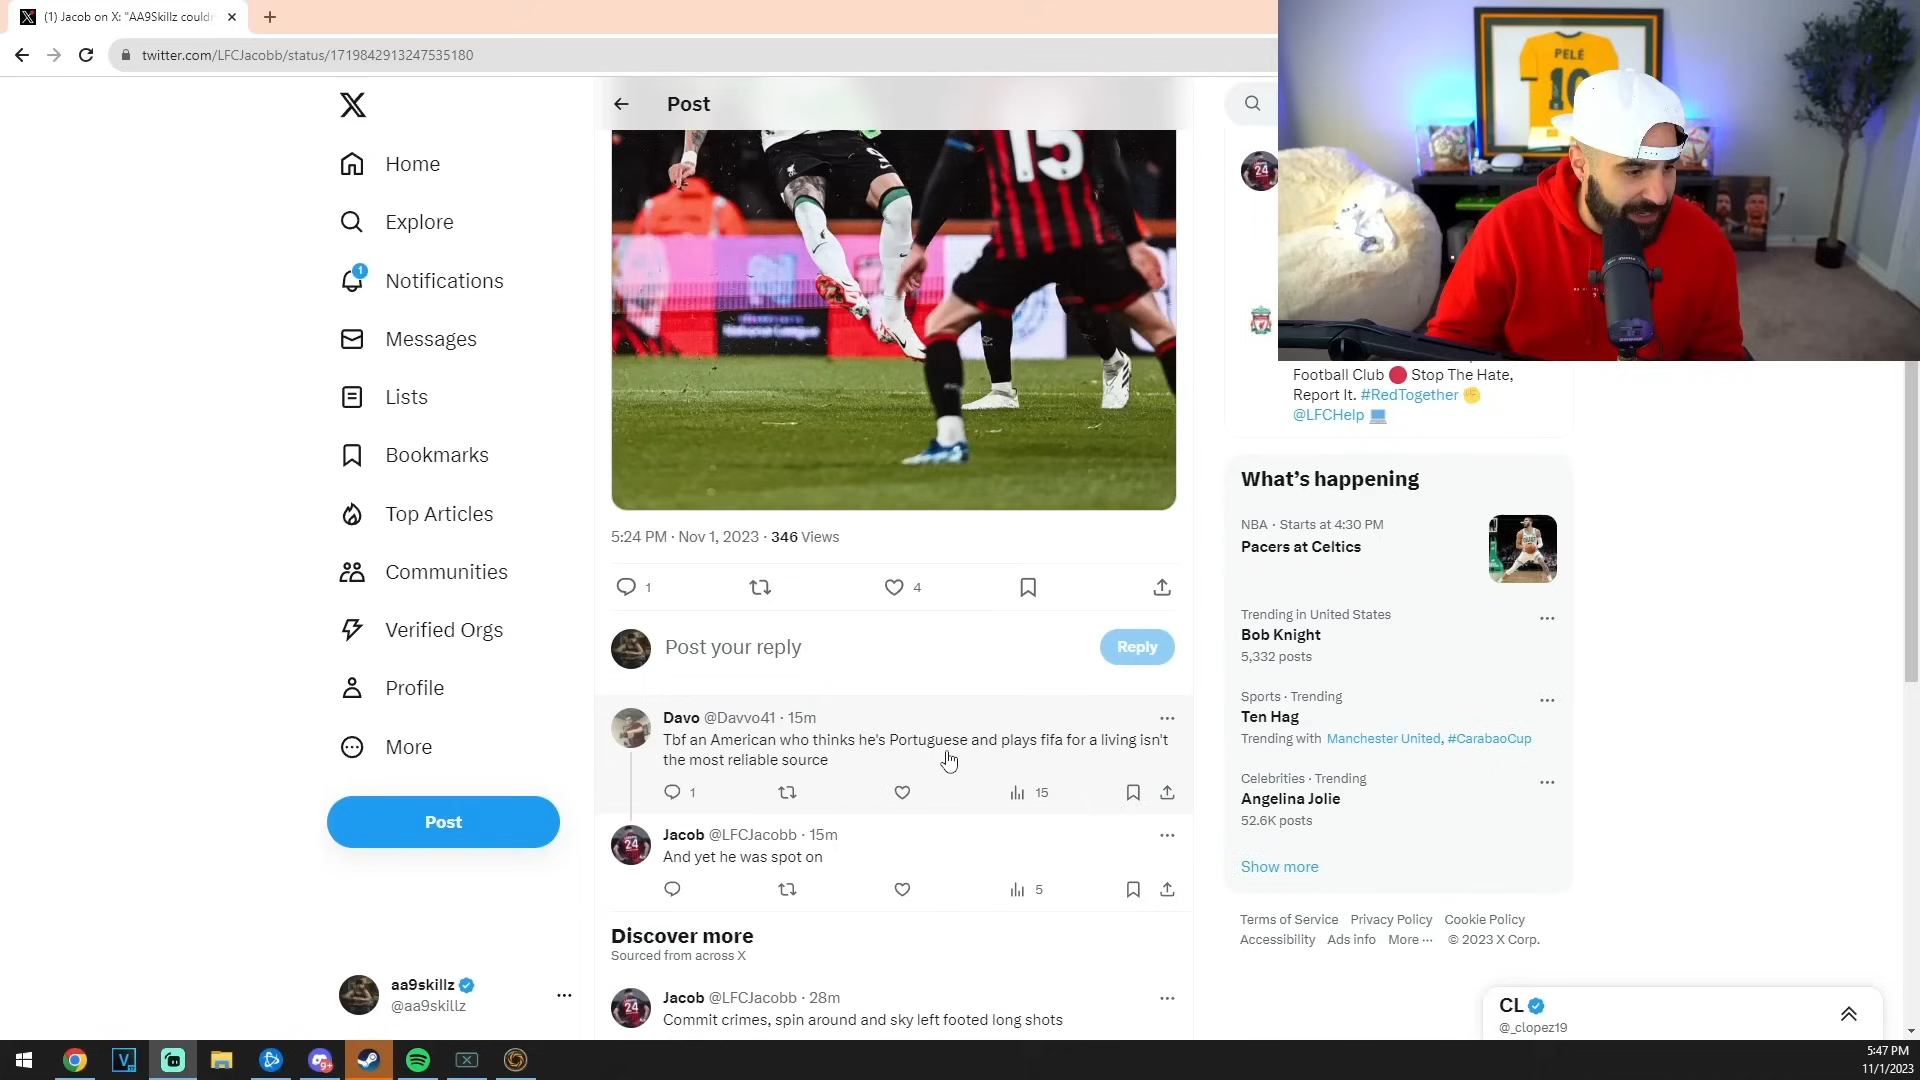 (1) Jacob on X: "AA9Skillz could
twitter.com/LFCJacobb/status/1719842913247535180
Post
Home
Explore
1
Notifications
Messages
Lists
Bookmarks
Top Articles
Communities
Verified Orgs
Profile
More
Post
aa9skillz
@aa9skillz
15
9
5:24 PM · Nov 1, 2023 · 346 Views
1
4
Post your reply
Reply
Davo @Davvo41 · 15m
Tbf an American who thinks he's Portuguese and plays fifa for a living isn't
the most reliable source
1
15
24
Jacob @LFCJacobb · 15m
And yet he was spot on
5
Discover more
Sourced from across X
24
Jacob @LFCJacobb · 28m
Commit crimes, spin around and sky left footed long shots
24
PELÉ
10
Football Club 🔴 Stop The Hate,
Report It. #RedTogether ✊
@LFCHelp 💻
What's happening
NBA · Starts at 4:30 PM
Pacers at Celtics
Trending in United States
Bob Knight
5,332 posts
Sports · Trending
Ten Hag
Trending with Manchester United, #CarabaoCup
Celebrities · Trending
Angelina Jolie
52.6K posts
Show more
Terms of Service Privacy Policy Cookie Policy
Accessibility Ads info More ··· © 2023 X Corp.
CL
@_clopez19
9+
5:47 PM
11/1/2023